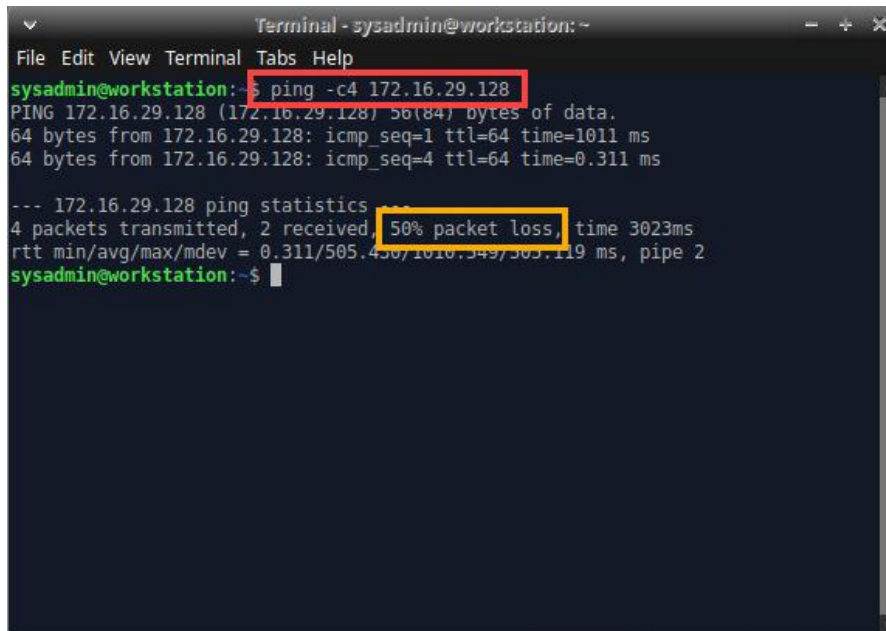 Terminal - sysadmin@workstation: ~
File Edit View Terminal Tabs Help
sysadmin@workstation:~$ ping -c4 172.16.29.128
PING 172.16.29.128 (172.16.29.128) 56(84) bytes of data.
64 bytes from 172.16.29.128: icmp_seq=1 ttl=64 time=1011 ms
64 bytes from 172.16.29.128: icmp_seq=4 ttl=64 time=0.311 ms
--- 172.16.29.128 ping statistics ---
4 packets transmitted, 2 received, 50% packet loss, time 3023ms
rtt min/avg/max/mdev = 0.311/505.430/1010.549/505.119 ms, pipe 2
sysadmin@workstation:~$